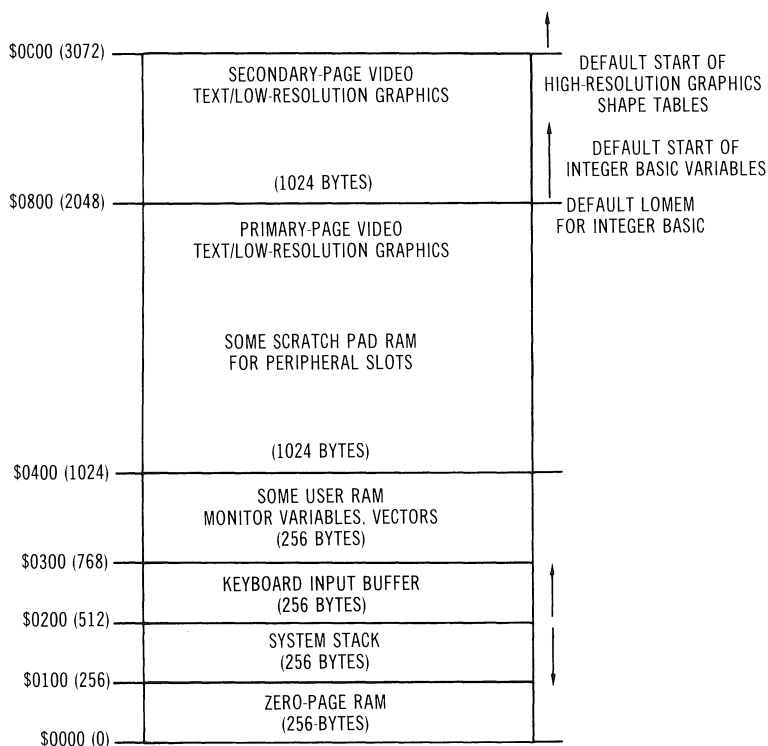 $0C00 (3072)
SECONDARY-PAGE VIDEO
TEXT/LOW-RESOLUTION GRAPHICS
DEFAULT START OF
HIGH-RESOLUTION GRAPHICS
SHAPE TABLES
DEFAULT START OF
INTEGER BASIC VARIABLES
(1024 BYTES)
$0800 (2048)
DEFAULT LOMEM
FOR INTEGER BASIC
PRIMARY-PAGE VIDEO
TEXT/LOW-RESOLUTION GRAPHICS
SOME SCRATCH PAD RAM
FOR PERIPHERAL SLOTS
(1024 BYTES)
$0400 (1024)
SOME USER RAM
MONITOR VARIABLES, VECTORS
(256 BYTES)
$0300 (768)
KEYBOARD INPUT BUFFER
(256 BYTES)
$0200 (512)
SYSTEM STACK
(256 BYTES)
$0100 (256)
ZERO-PAGE RAM
(256-BYTES)
$0000 (0)